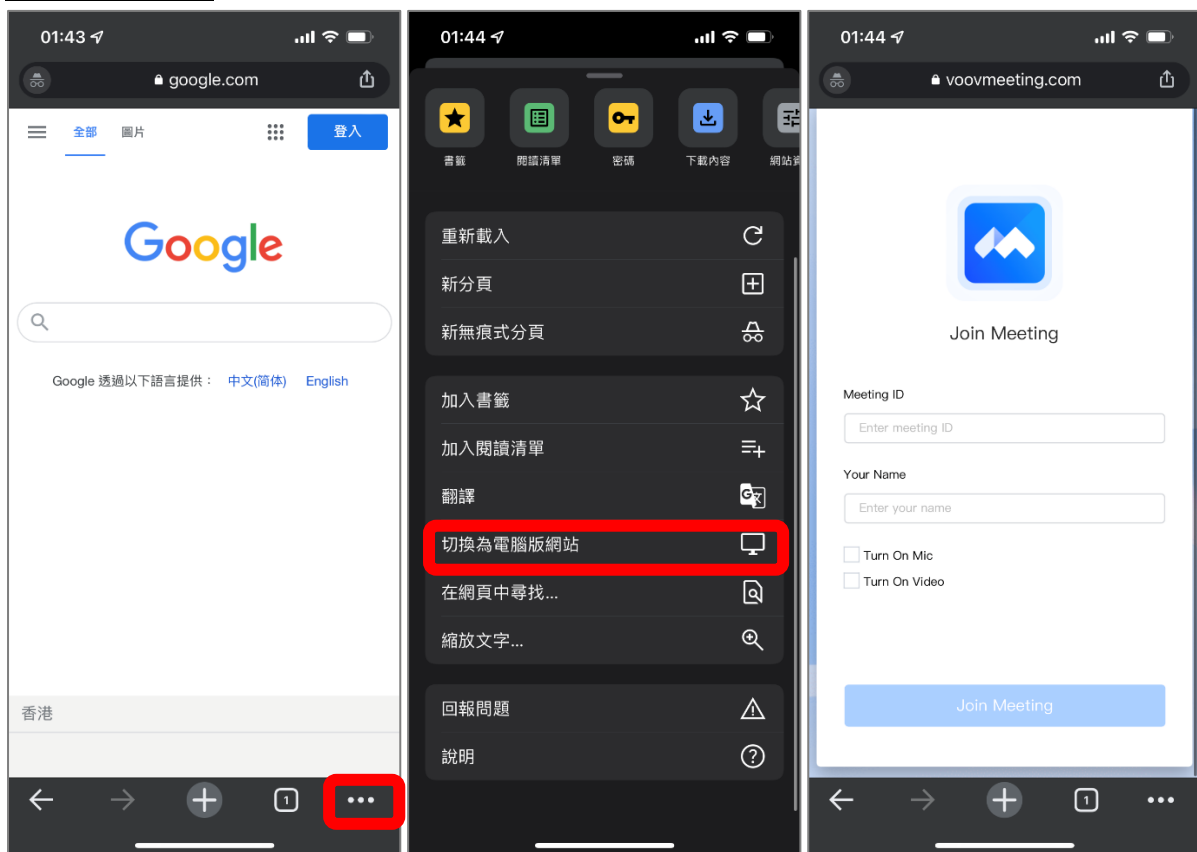 01:43
google.com
全部 圖片 登入
Google
Google 透過以下語言提供： 中文(简体) English
香港
1
01:44
書籤 閱讀清單 密碼 下載內容 網站資
重新載入
新分頁
新無痕式分頁
加入書籤
加入閱讀清單
翻譯
切換為電腦版網站
在網頁中尋找...
縮放文字...
回報問題
說明
01:44
voovmeeting.com
Join Meeting
Meeting ID
Enter meeting ID
Your Name
Enter your name
Turn On Mic
Turn On Video
Join Meeting
1